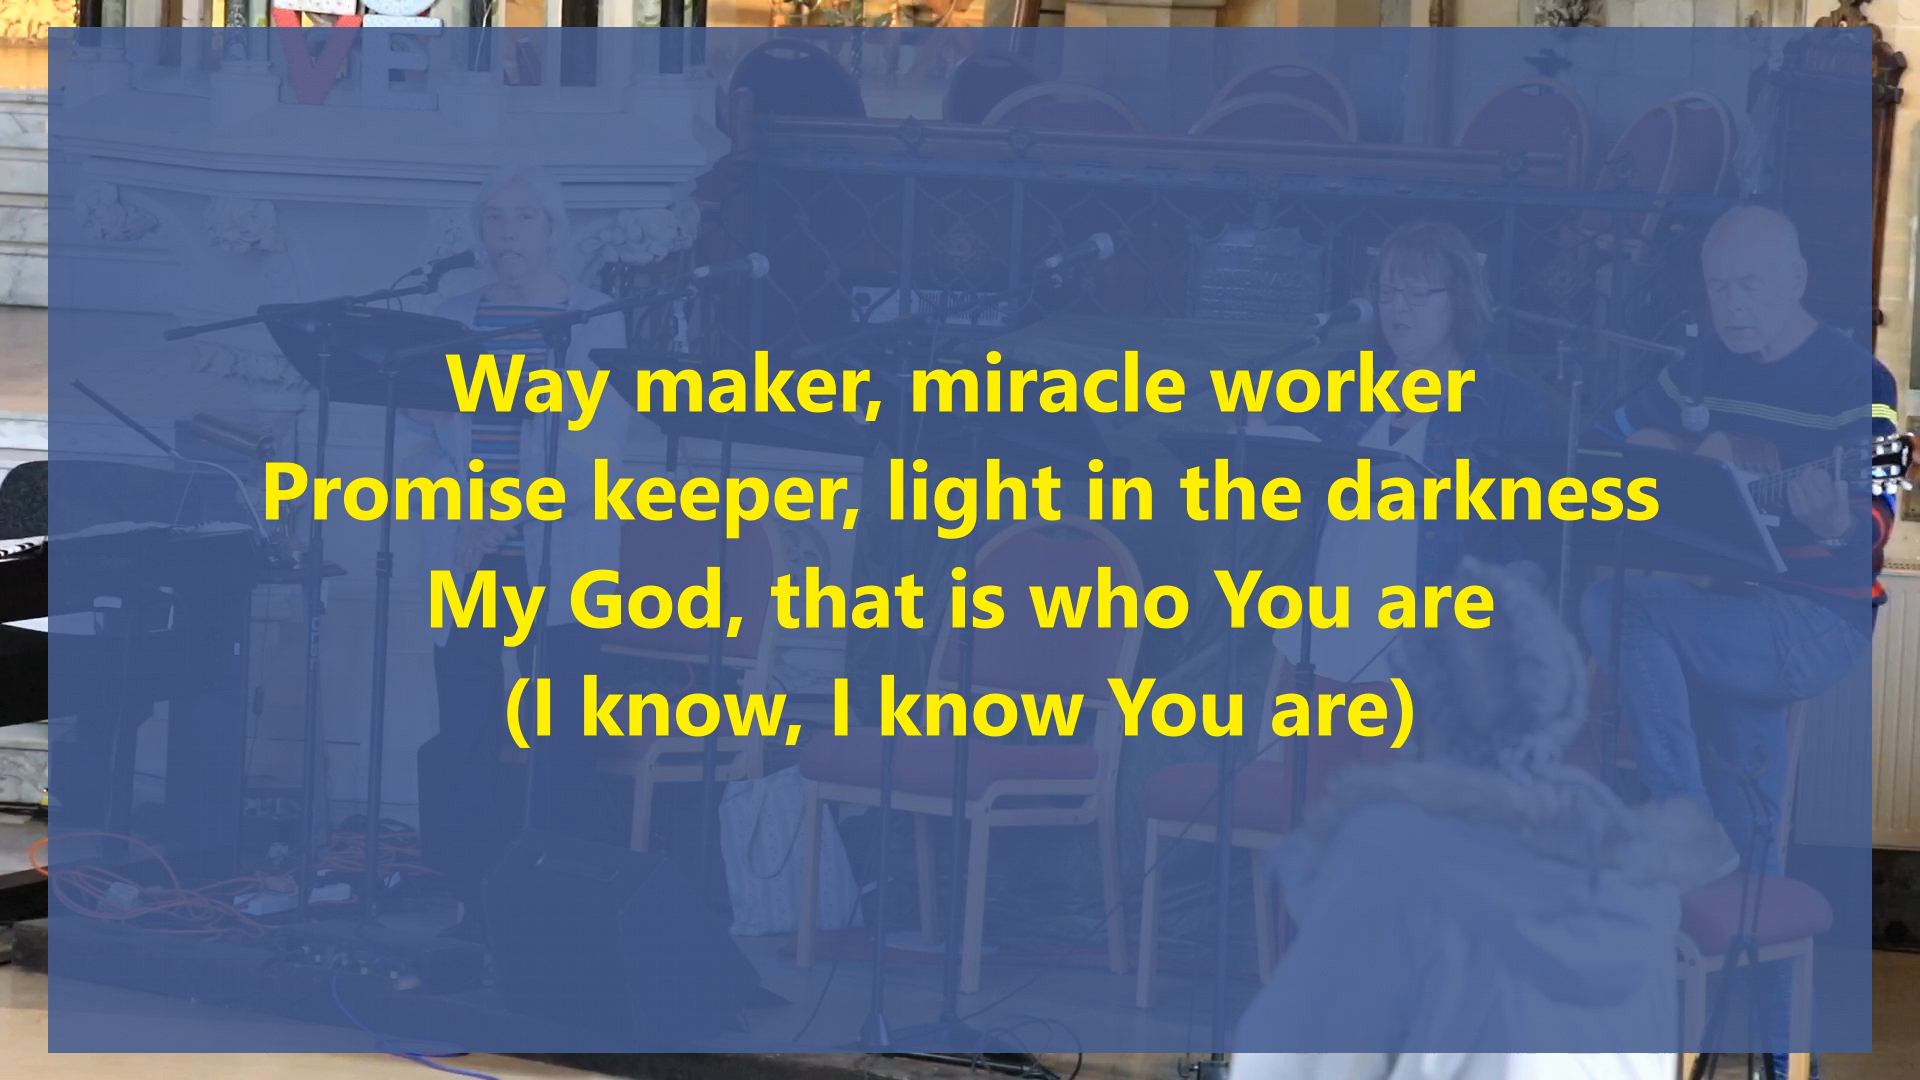 LOVE
Way maker, miracle worker
Promise keeper, light in the darkness
My God, that is who You are
(I know, I know You are)